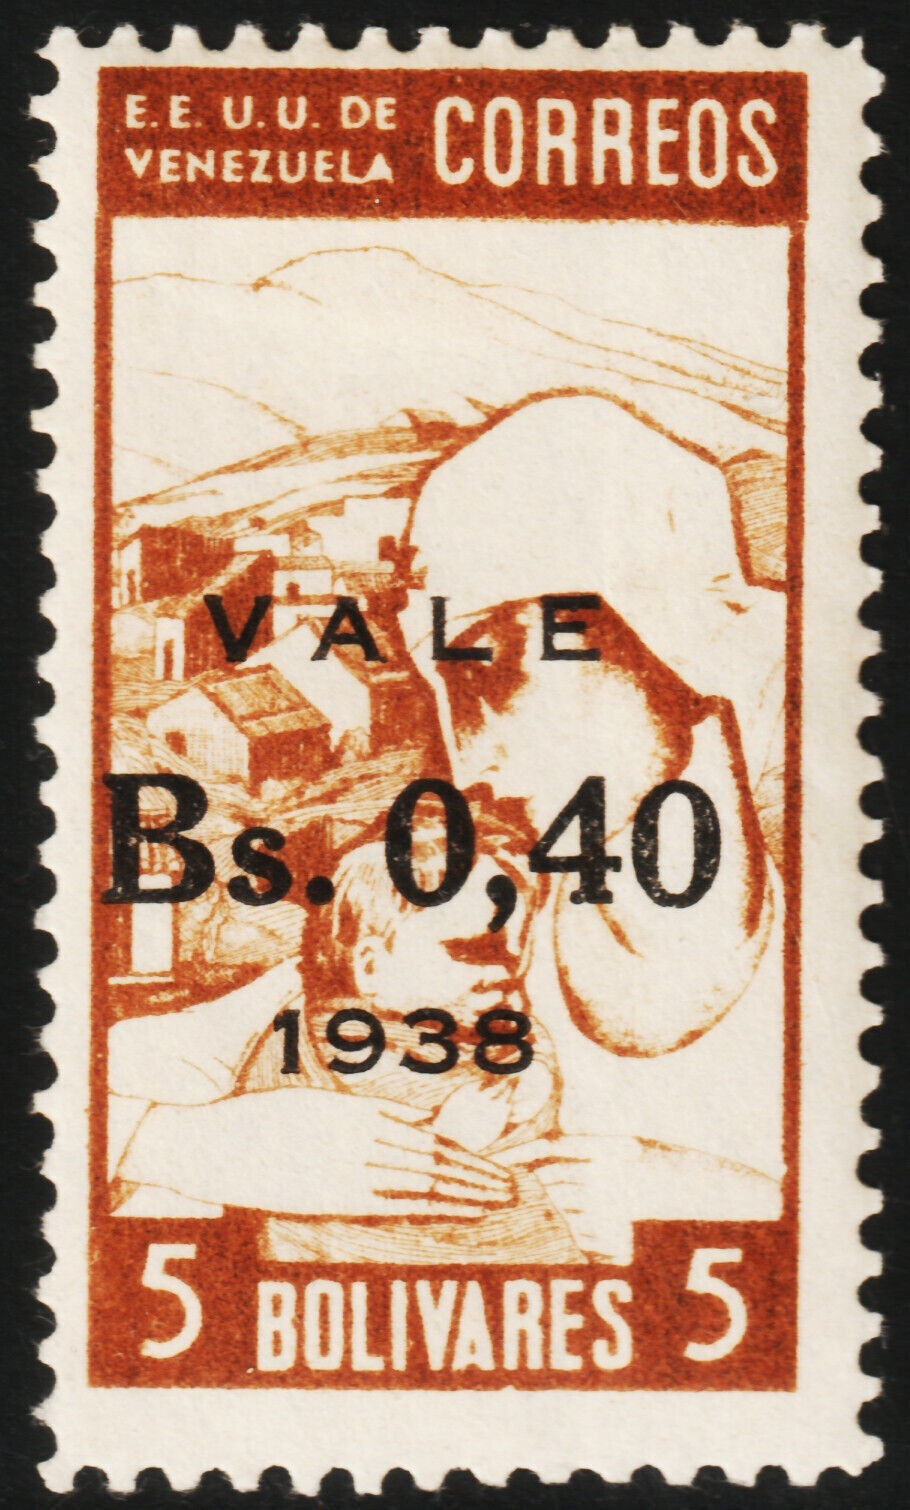 E.E. U.U. DE
VENEZUELA
CORREOS
VALE
Bs. 0,40
1938
5 BOLIVARES 5